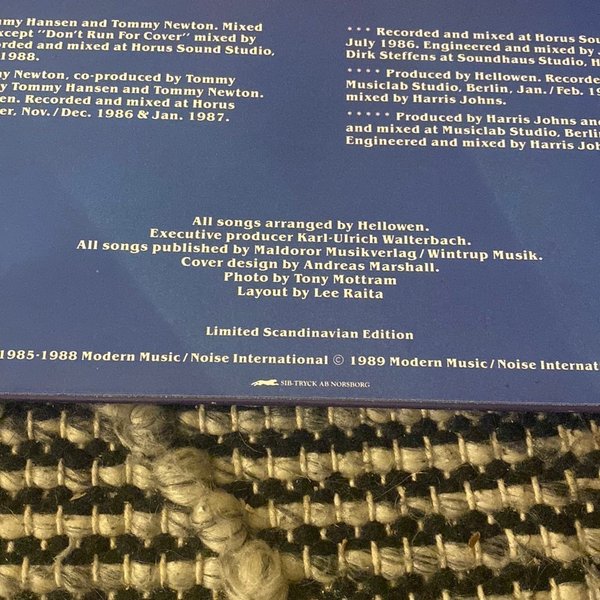 my Hansen and Tommy Newton. Mixed
xcept "Don't Run For Cover" mixed by
rded and mixed at Horus Sound Studio,
1988.
y Newton, co-produced by Tommy
y Tommy Hansen and Tommy Newton.
en. Recorded and mixed at Horus
er, Nov./Dec. 1986 & Jan. 1987.
*** Recorded and mixed at Horus Sou
July 1986. Engineered and mixed by
Dirk Steffens at Soundhaus Studio, H
**** Produced by Hellowen. Recorde
Musiclab Studio, Berlin, Jan./Feb. 19
mixed by Harris Johns.
***** Produced by Harris Johns and
and mixed at Musiclab Studio, Berlin
Engineered and mixed by Harris Joh
All songs arranged by Hellowen.
Executive producer Karl-Ulrich Walterbach.
All songs published by Maldoror Musikverlag/Wintrup Musik.
Cover design by Andreas Marshall.
Photo by Tony Mottram
Layout by Lee Raita
Limited Scandinavian Edition
1985-1988 Modern Music/Noise International © 1989 Modern Music/Noise Internat
SIB-TRYCK AB NORSBORG